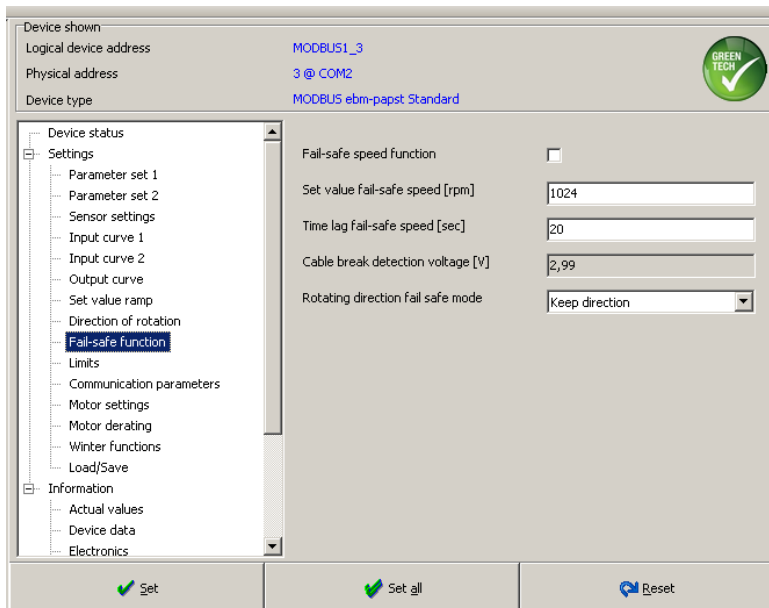 Device shown
Logical device address MODBUS1_3
Physical address 3 @ COM2
Device type MODBUS ebm-papst Standard
GREEN
TECH
Device status
Settings
Parameter set 1
Parameter set 2
Sensor settings
Input curve 1
Input curve 2
Output curve
Set value ramp
Direction of rotation
Fail-safe function
Limits
Communication parameters
Motor settings
Motor derating
Winter functions
Load/Save
Information
Actual values
Device data
Electronics
Fail-safe speed function
Set value fail-safe speed [rpm] 1024
Time lag fail-safe speed [sec] 20
Cable break detection voltage [V] 2,99
Rotating direction fail safe mode Keep direction
Set Set all Reset